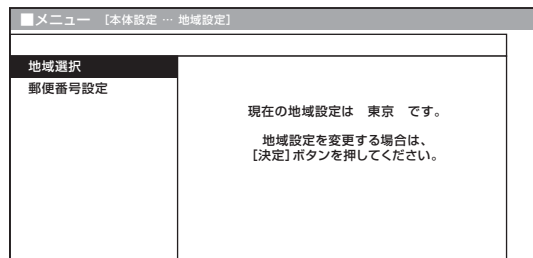 ■メニュー [本体設定 … 地域設定]
地域選択
郵便番号設定
現在の地域設定は 東京 です。
地域設定を変更する場合は、
[決定]ボタンを押してください。